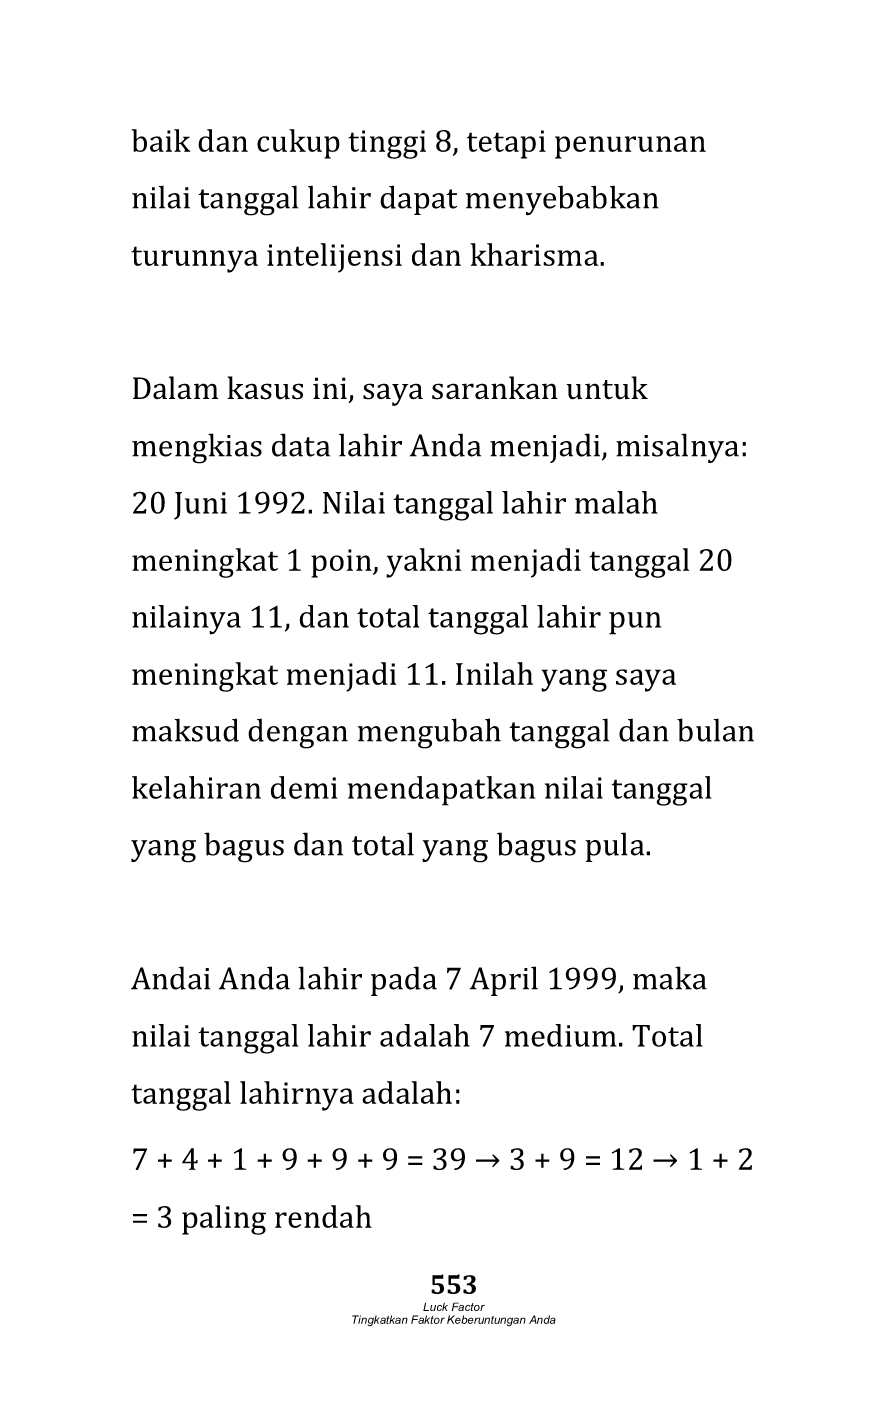 baik dan cukup tinggi 8, tetapi penurunan
nilai tanggal lahir dapat menyebabkan
turunnya intelijensi dan kharisma.
Dalam kasus ini, saya sarankan untuk
mengkias data lahir Anda menjadi, misalnya:
20 Juni 1992. Nilai tanggal lahir malah
meningkat 1 poin, yakni menjadi tanggal 20
nilainya 11, dan total tanggal lahir pun
meningkat menjadi 11. Inilah yang saya
maksud dengan mengubah tanggal dan bulan
kelahiran demi mendapatkan nilai tanggal
yang bagus dan total yang bagus pula.
Andai Anda lahir pada 7 April 1999, maka
nilai tanggal lahir adalah 7 medium. Total
tanggal lahirnya adalah:
7 + 4 + 1 + 9 + 9 + 9 = 39 → 3 + 9 = 12 → 1 + 2
= 3 paling rendah
553
Luck Factor
Tingkatkan Faktor Keberuntungan Anda